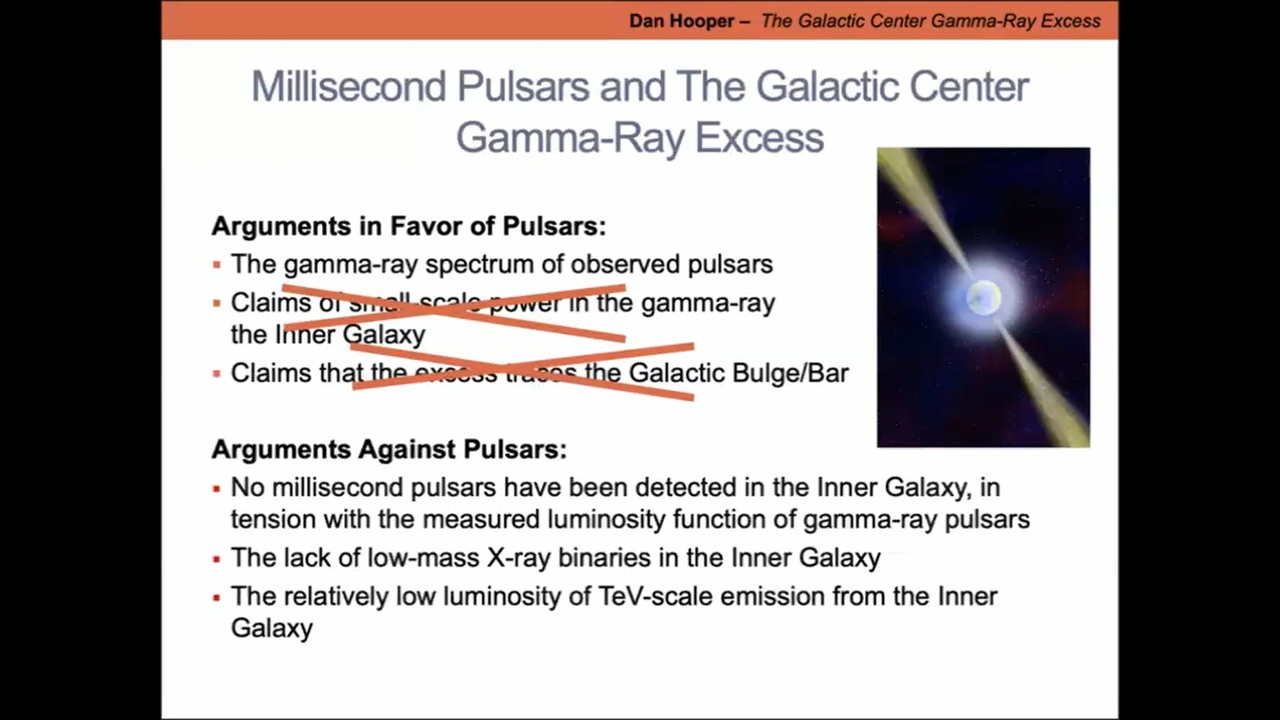 Dan Hooper – The Galactic Center Gamma-Ray Excess
Millisecond Pulsars and The Galactic Center
Gamma-Ray Excess
Arguments in Favor of Pulsars:
▪ The gamma-ray spectrum of observed pulsars
▪ Claims of small-scale power in the gamma-ray
the Inner Galaxy
▪ Claims that the excess traces the Galactic Bulge/Bar
Arguments Against Pulsars:
▪ No millisecond pulsars have been detected in the Inner Galaxy, in
tension with the measured luminosity function of gamma-ray pulsars
▪ The lack of low-mass X-ray binaries in the Inner Galaxy
▪ The relatively low luminosity of TeV-scale emission from the Inner
Galaxy